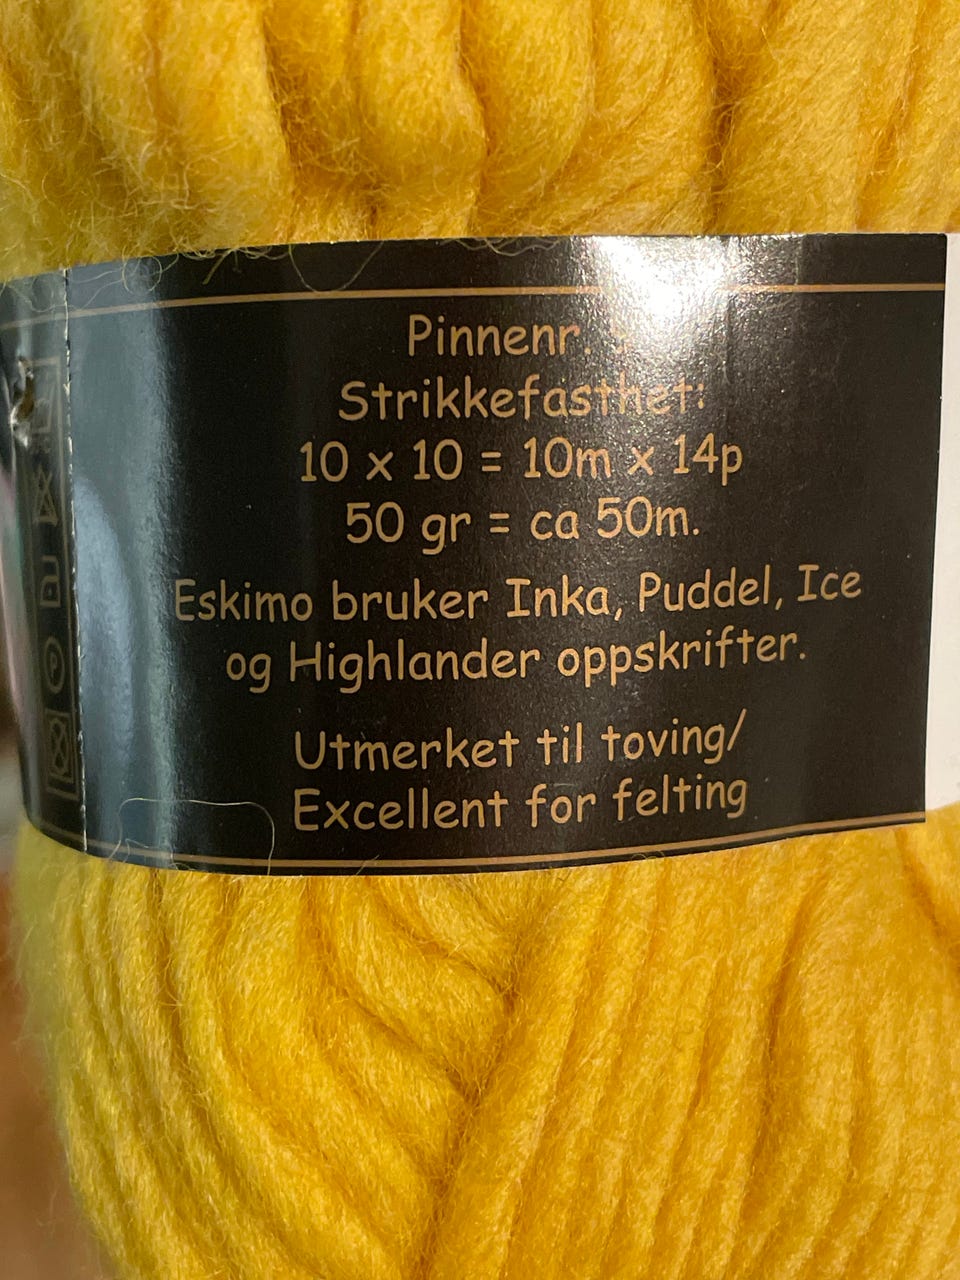 Pinnenr.
Strikkefasthet:
10 x 10 = 10m x 14p
50 gr = ca 50m.
Eskimo bruker Inka, Puddel, Ice
og Highlander oppskrifter.
Utmerket til toving/
Excellent for felting